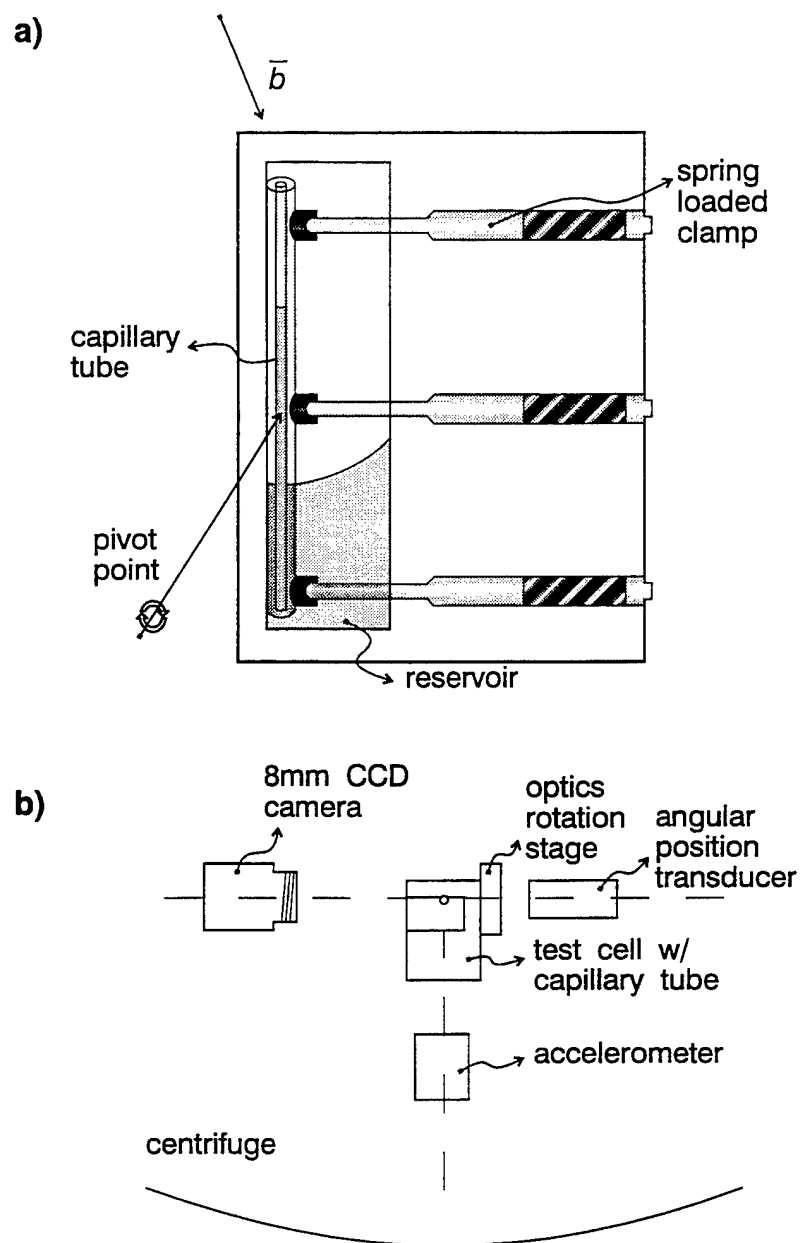 a)
b̅
spring
loaded
clamp
capillary
tube
pivot
point
reservoir
b)
8mm CCD
camera
optics
rotation
stage
angular
position
transducer
test cell w/
capillary tube
accelerometer
centrifuge